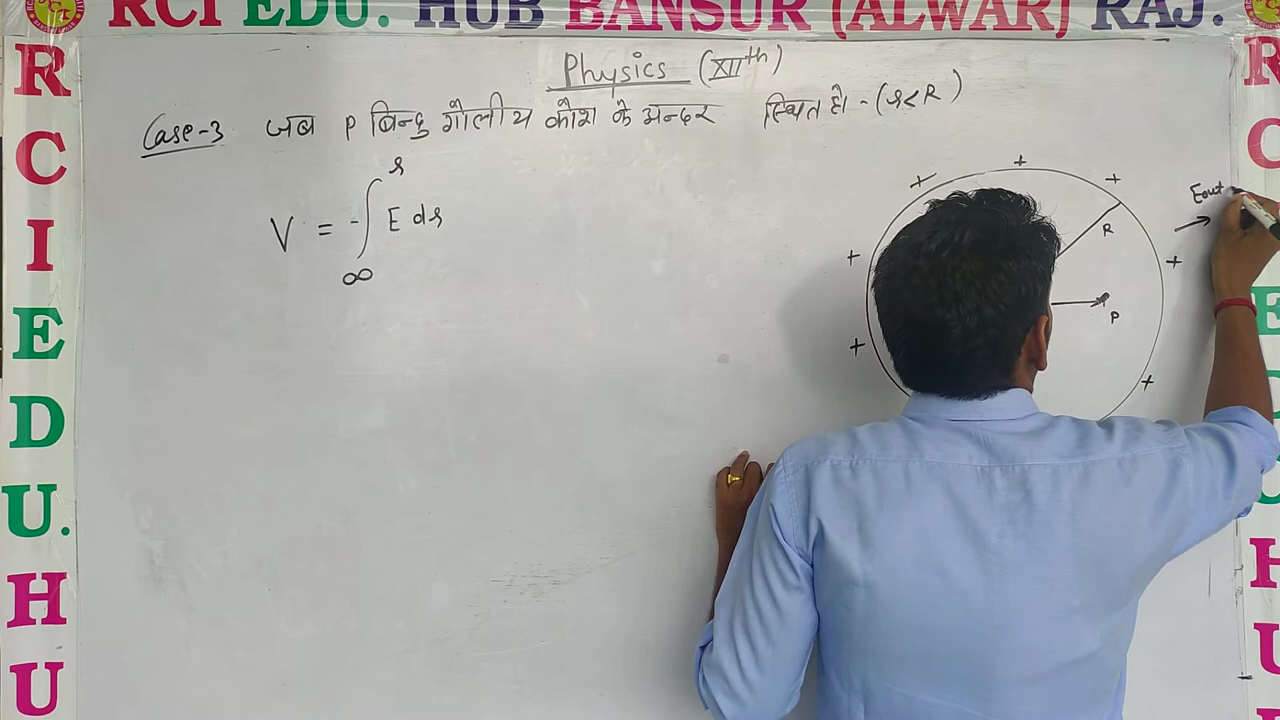 RCI EDU. HUB BANSUR (ALWAR) RAJ.
R
C
I
E
D
U.
H
U
Physics (XIIth)
Case-3 जब P बिन्दु गोलीय कोश के अन्दर स्थित हो - (r<R)
V = -∫ E dr
r
∞
+ + + + + + + +
R
P
Eout
R
C
E
H
U